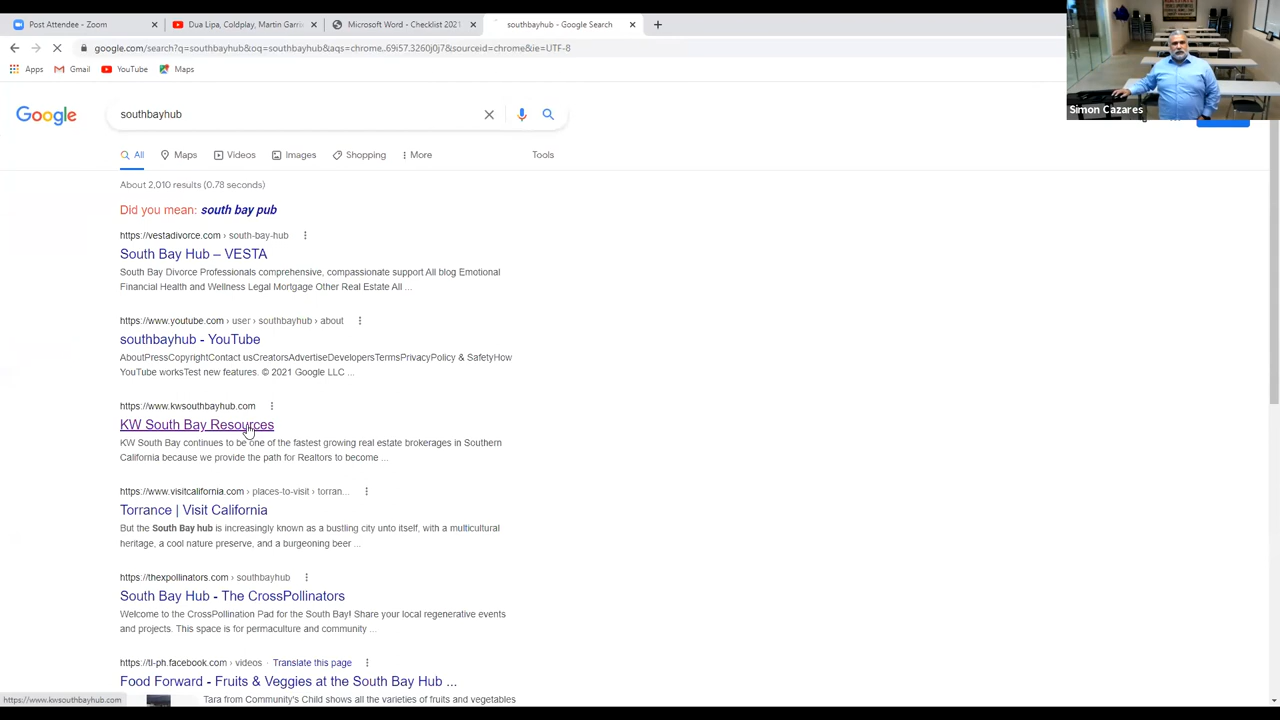 Post Attendee - Zoom
Dua Lipa, Coldplay, Martin Garri
Microsoft Word - Checklist 2021
southbayhub - Google Search
google.com/search?q=southbayhub&oq=southbayhub&aqs=chrome..69i57.3260j0j7&sourceid=chrome&ie=UTF-8
Apps
Gmail
YouTube
Maps
Simon Cazares
Google
southbayhub
All
Maps
Videos
Images
Shopping
More
Tools
About 2,010 results (0.78 seconds)
Did you mean: south bay pub
https://vestadivorce.com › south-bay-hub
South Bay Hub – VESTA
South Bay Divorce Professionals comprehensive, compassionate support All blog Emotional
Financial Health and Wellness Legal Mortgage Other Real Estate All ...
https://www.youtube.com › user › southbayhub › about
southbayhub - YouTube
AboutPressCopyrightContact usCreatorsAdvertiseDevelopersTermsPrivacyPolicy & SafetyHow
YouTube worksTest new features. © 2021 Google LLC ...
https://www.kwsouthbayhub.com
KW South Bay Resources
KW South Bay continues to be one of the fastest growing real estate brokerages in Southern
California because we provide the path for Realtors to become ...
https://www.visitcalifornia.com › places-to-visit › torran...
Torrance | Visit California
But the South Bay hub is increasingly known as a bustling city unto itself, with a multicultural
heritage, a cool nature preserve, and a burgeoning beer ...
https://thexpollinators.com › southbayhub
South Bay Hub - The CrossPollinators
Welcome to the CrossPollination Pad for the South Bay! Share your local regenerative events
and projects. This space is for permaculture and community ...
https://tl-ph.facebook.com › videos · Translate this page
Food Forward - Fruits & Veggies at the South Bay Hub ...
Tara from Community's Child shows all the varieties of fruits and vegetables
https://www.kwsouthbayhub.com